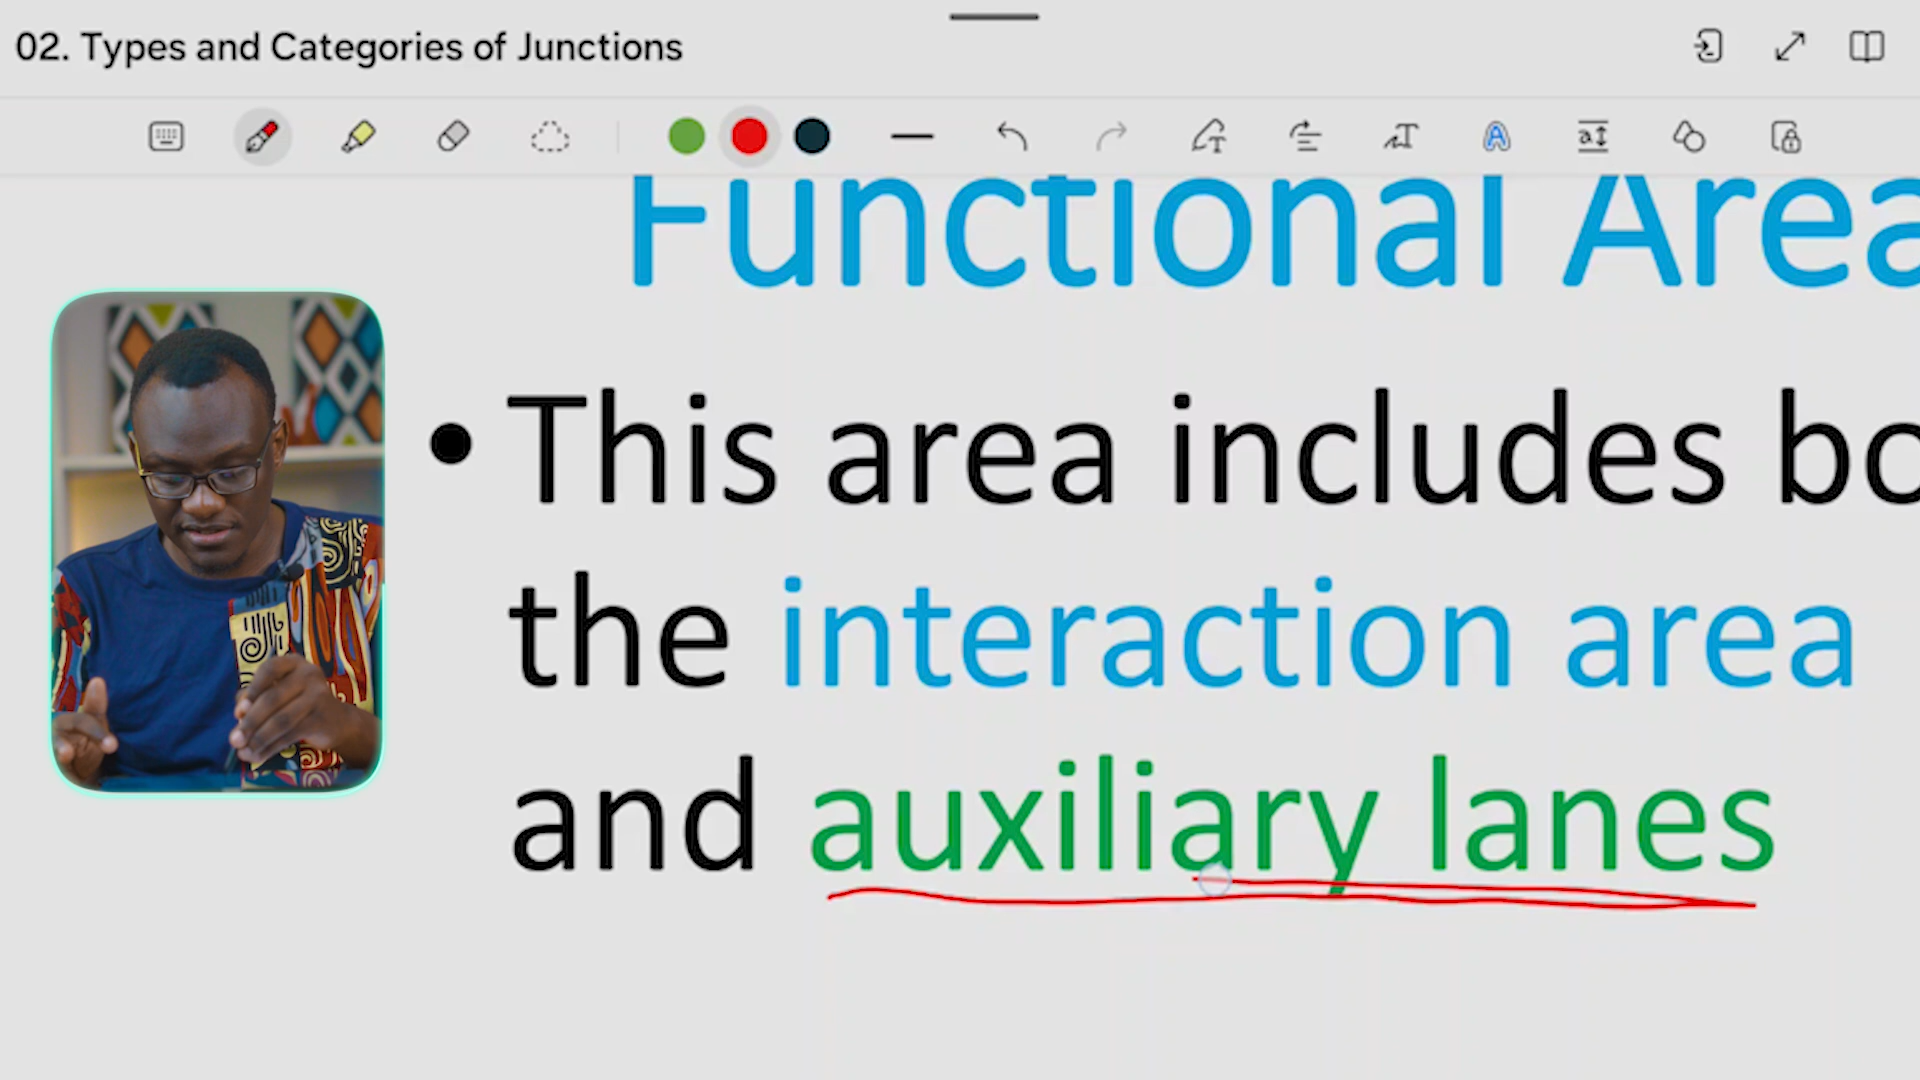 02. Types and Categories of Junctions
Functional Area
• This area includes bo
the interaction area
and auxiliary lanes